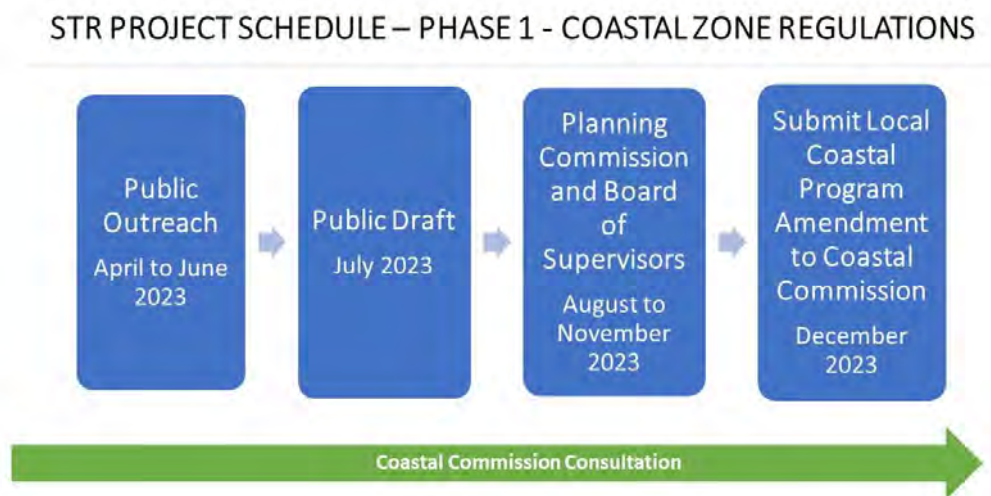 STR PROJECT SCHEDULE – PHASE 1 - COASTAL ZONE REGULATIONS
Public
Outreach
April to June
2023
Public Draft
July 2023
Planning
Commission
and Board
of
Supervisors
August to
November
2023
Submit Local
Coastal
Program
Amendment
to Coastal
Commission
December
2023
Coastal Commission Consultation